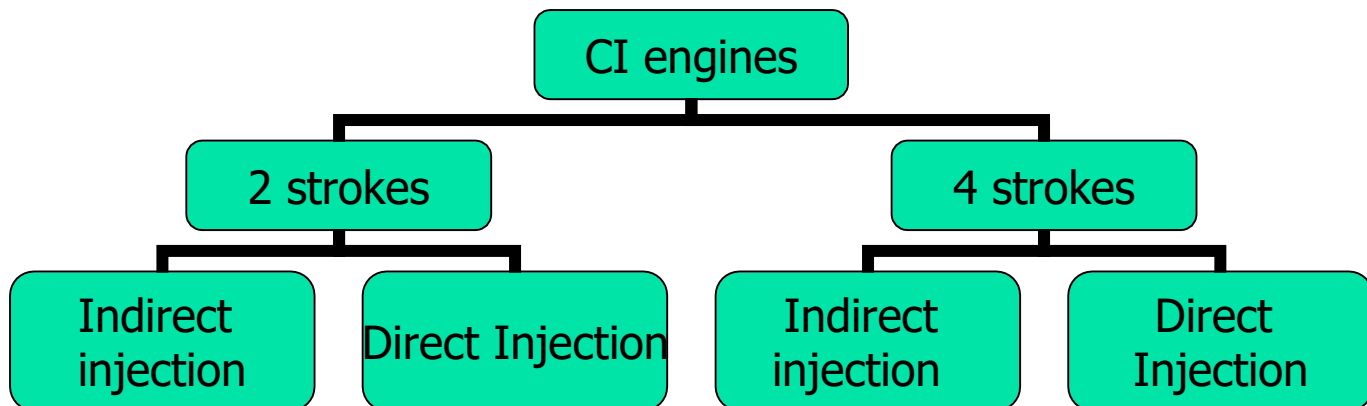 CI engines
2 strokes
4 strokes
Indirect
injection
Direct Injection
Indirect
injection
Direct
Injection